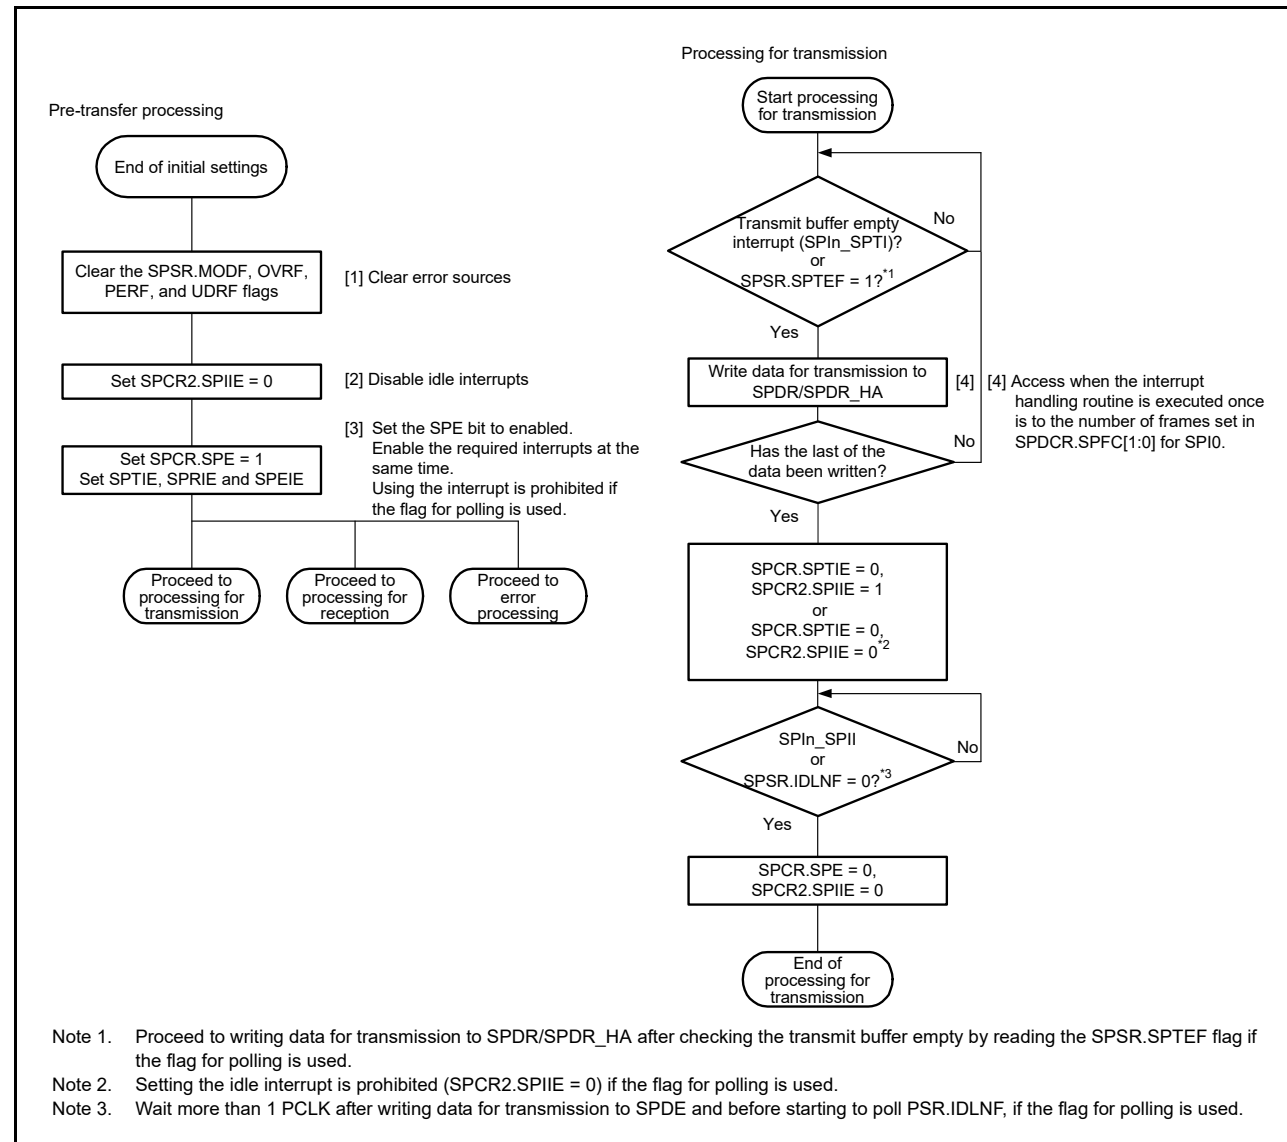 Pre-transfer processing
End of initial settings
Clear the SPSR.MODF, OVRF,
PERF, and UDRF flags
[1] Clear error sources
Set SPCR2.SPIIE = 0
[2] Disable idle interrupts
Set SPCR.SPE = 1
Set SPTIE, SPRIE and SPEIE
[3] Set the SPE bit to enabled.
Enable the required interrupts at the
same time.
Using the interrupt is prohibited if
the flag for polling is used.
Proceed to
processing for
transmission
Proceed to
processing for
reception
Proceed to
error
processing
Processing for transmission
Start processing
for transmission
Transmit buffer empty
interrupt (SPIn_SPTI)?
or
SPSR.SPTEF = 1?*1
No
Yes
Write data for transmission to
SPDR/SPDR_HA
[4]
[4] Access when the interrupt
handling routine is executed once
is to the number of frames set in
SPDCR.SPFC[1:0] for SPI0.
Has the last of the
data been written?
No
Yes
SPCR.SPTIE = 0,
SPCR2.SPIIE = 1
or
SPCR.SPTIE = 0,
SPCR2.SPIIE = 0*2
SPIn_SPII
or
SPSR.IDLNF = 0?*3
No
Yes
SPCR.SPE = 0,
SPCR2.SPIIE = 0
End of
processing for
transmission
Note 1. Proceed to writing data for transmission to SPDR/SPDR_HA after checking the transmit buffer empty by reading the SPSR.SPTEF flag if
the flag for polling is used.
Note 2. Setting the idle interrupt is prohibited (SPCR2.SPIIE = 0) if the flag for polling is used.
Note 3. Wait more than 1 PCLK after writing data for transmission to SPDE and before starting to poll PSR.IDLNF, if the flag for polling is used.